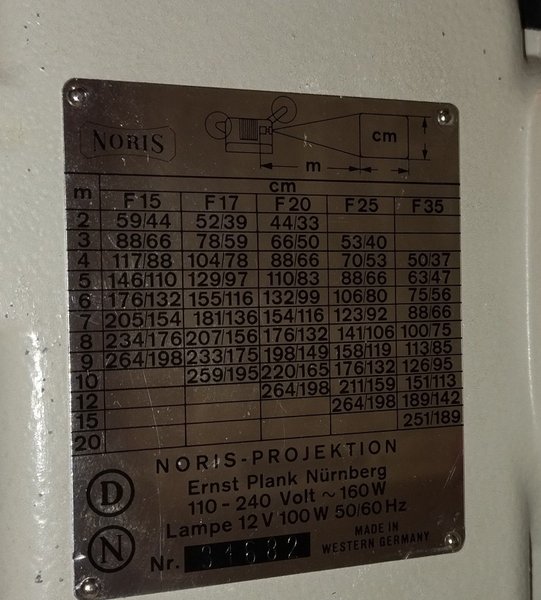 NORIS
cm
m
cm
m F15 F17 F20 F25 F35
2 59/44 52/39 44/33
3 88/66 78/59 66/50 53/40
4 117/88 104/78 88/66 70/53 50/37
5 146/110 129/97 110/83 88/66 63/47
6 176/132 155/116 132/99 106/80 75/56
7 205/154 181/136 154/116 123/92 88/66
8 234/176 207/156 176/132 141/106 100/75
9 264/198 233/175 198/149 158/119 113/85
10 259/195 220/165 176/132 126/95
12 264/198 211/159 151/113
15 264/198 189/142
20 251/189
NORIS-PROJEKTION
Ernst Plank Nürnberg
110-240 Volt ~ 160W
Lampe 12V 100W 50/60Hz
D
N
Nr.
MADE IN
WESTERN GERMANY